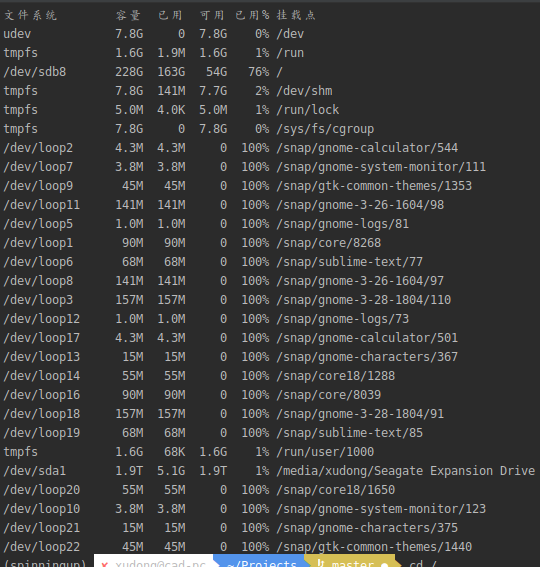 文件系统 容量 已用 可用 已用% 挂载点
udev 7.8G 0 7.8G 0% /dev
tmpfs 1.6G 1.9M 1.6G 1% /run
/dev/sdb8 228G 163G 54G 76% /
tmpfs 7.8G 141M 7.7G 2% /dev/shm
tmpfs 5.0M 4.0K 5.0M 1% /run/lock
tmpfs 7.8G 0 7.8G 0% /sys/fs/cgroup
/dev/loop2 4.3M 4.3M 0 100% /snap/gnome-calculator/544
/dev/loop7 3.8M 3.8M 0 100% /snap/gnome-system-monitor/111
/dev/loop9 45M 45M 0 100% /snap/gtk-common-themes/1353
/dev/loop11 141M 141M 0 100% /snap/gnome-3-26-1604/98
/dev/loop5 1.0M 1.0M 0 100% /snap/gnome-logs/81
/dev/loop1 90M 90M 0 100% /snap/core/8268
/dev/loop6 68M 68M 0 100% /snap/sublime-text/77
/dev/loop8 141M 141M 0 100% /snap/gnome-3-26-1604/97
/dev/loop3 157M 157M 0 100% /snap/gnome-3-28-1804/110
/dev/loop12 1.0M 1.0M 0 100% /snap/gnome-logs/73
/dev/loop17 4.3M 4.3M 0 100% /snap/gnome-calculator/501
/dev/loop13 15M 15M 0 100% /snap/gnome-characters/367
/dev/loop14 55M 55M 0 100% /snap/core18/1288
/dev/loop16 90M 90M 0 100% /snap/core/8039
/dev/loop18 157M 157M 0 100% /snap/gnome-3-28-1804/91
/dev/loop19 68M 68M 0 100% /snap/sublime-text/85
tmpfs 1.6G 68K 1.6G 1% /run/user/1000
/dev/sda1 1.9T 5.1G 1.9T 1% /media/xudong/Seagate Expansion Drive
/dev/loop20 55M 55M 0 100% /snap/core18/1650
/dev/loop10 3.8M 3.8M 0 100% /snap/gnome-system-monitor/123
/dev/loop21 15M 15M 0 100% /snap/gnome-characters/375
/dev/loop22 45M 45M 0 100% /snap/gtk-common-themes/1440
(spinningup) ✘ xudong@cad-pc ~/Projects master ● cd /